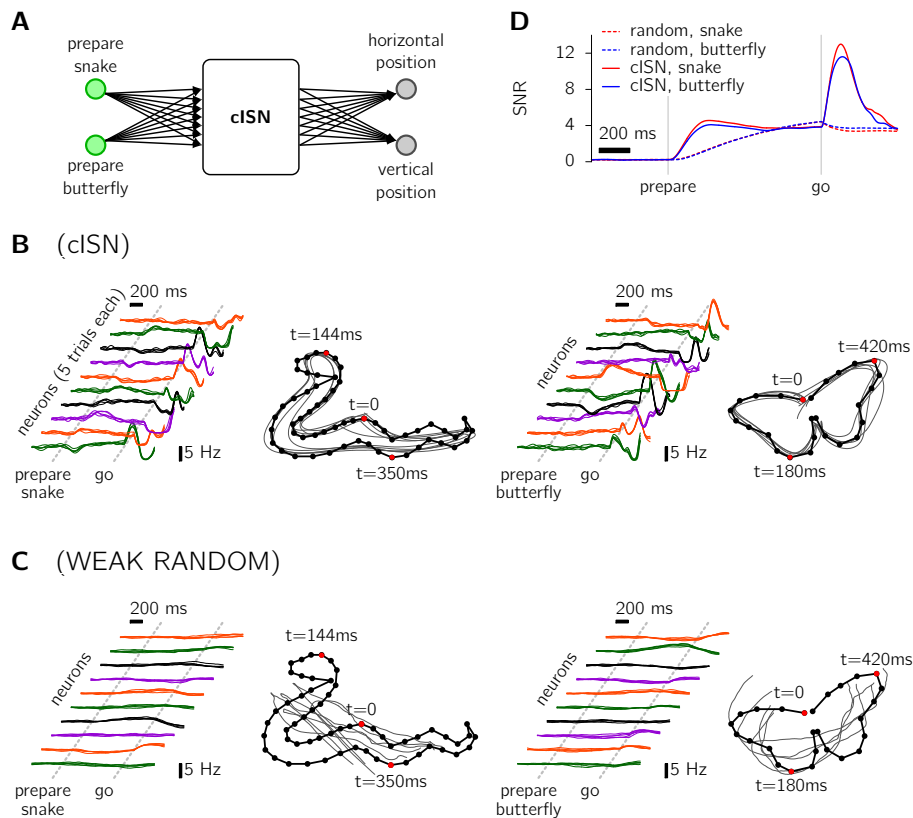 A
prepare
snake
prepare
butterfly
cISN
horizontal
position
vertical
position
D
SNR
12
8
4
0
random, snake
random, butterfly
cISN, snake
cISN, butterfly
200 ms
prepare
go
B (cISN)
200 ms
neurons (5 trials each)
prepare
snake
go
5 Hz
t=144ms
t=0
t=350ms
200 ms
neurons
prepare
butterfly
go
5 Hz
t=420ms
t=0
t=180ms
C (WEAK RANDOM)
200 ms
neurons
prepare
snake
go
5 Hz
t=144ms
t=0
t=350ms
200 ms
neurons
prepare
butterfly
go
5 Hz
t=420ms
t=0
t=180ms